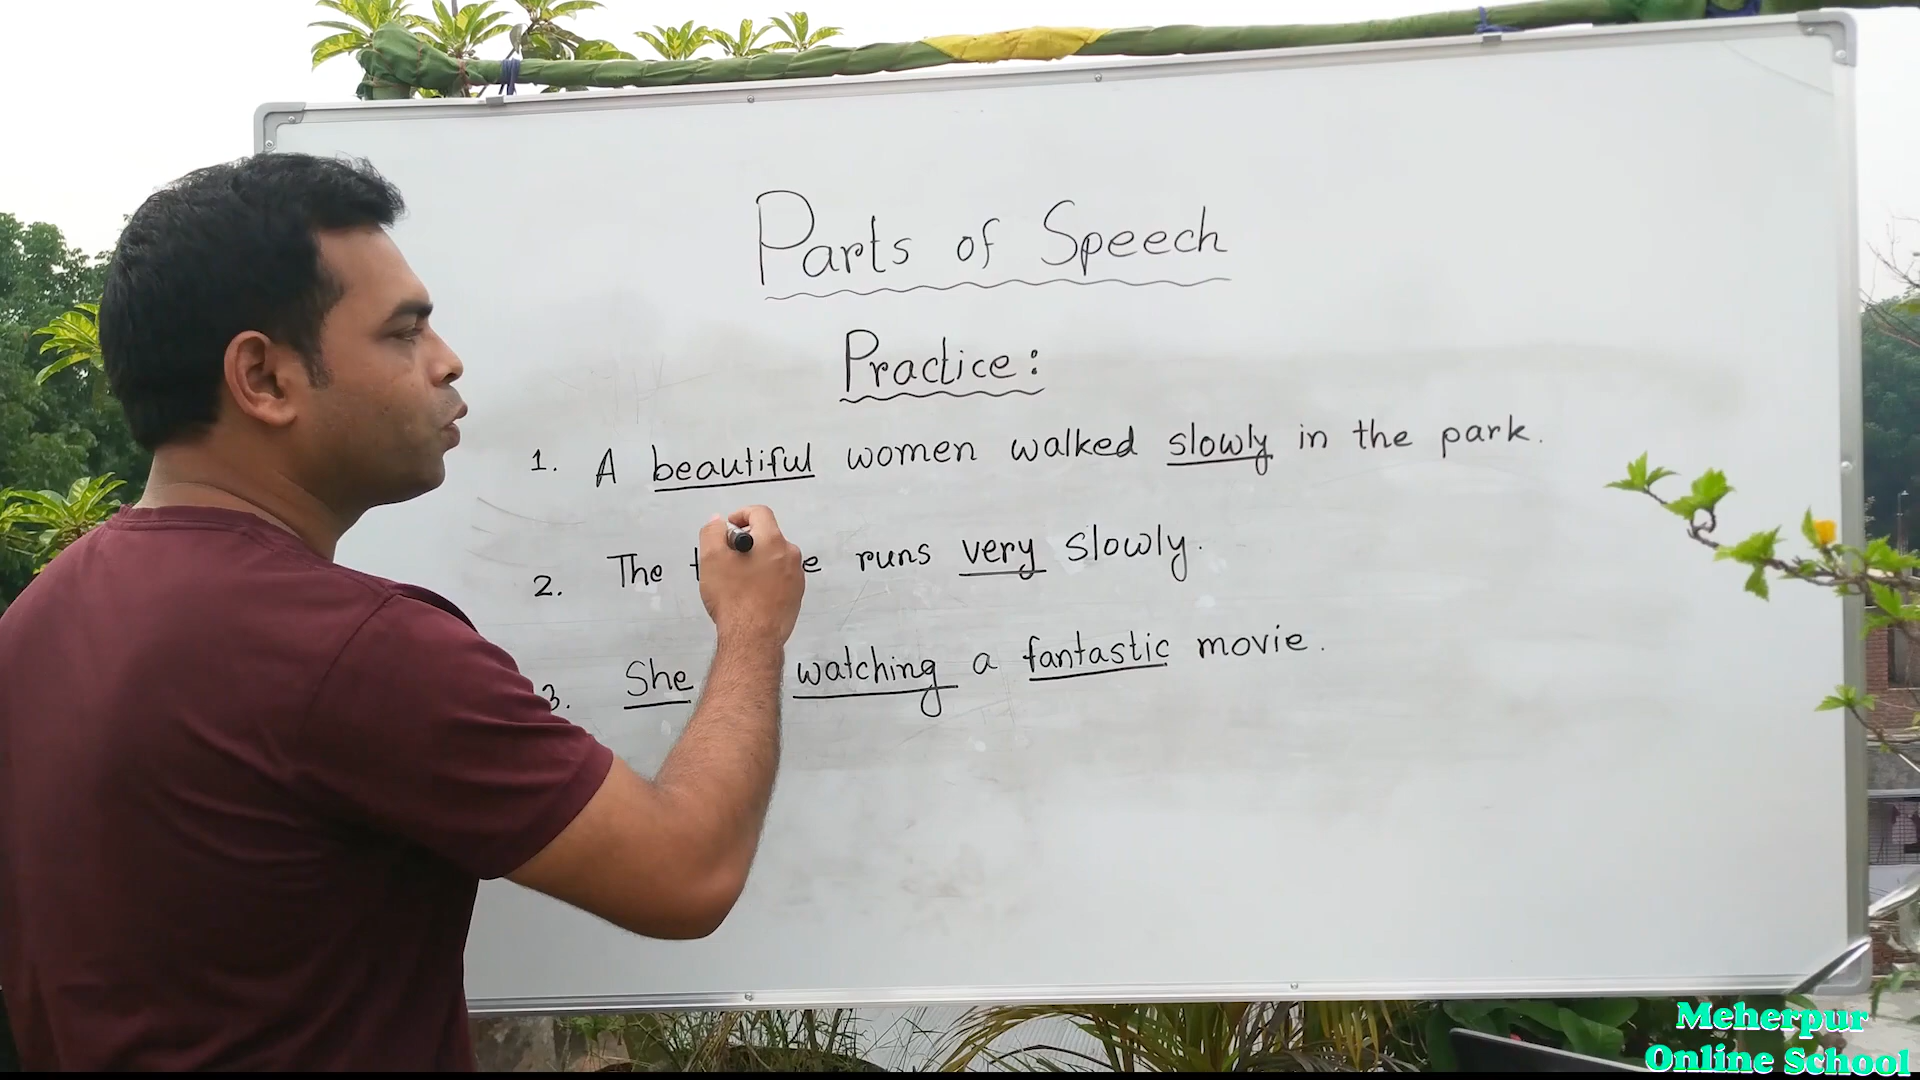 Parts of Speech
Practice:
1. A beautiful women walked slowly in the park.
2. The runs very slowly.
3. She watching a fantastic movie.
Meherpur
Online School